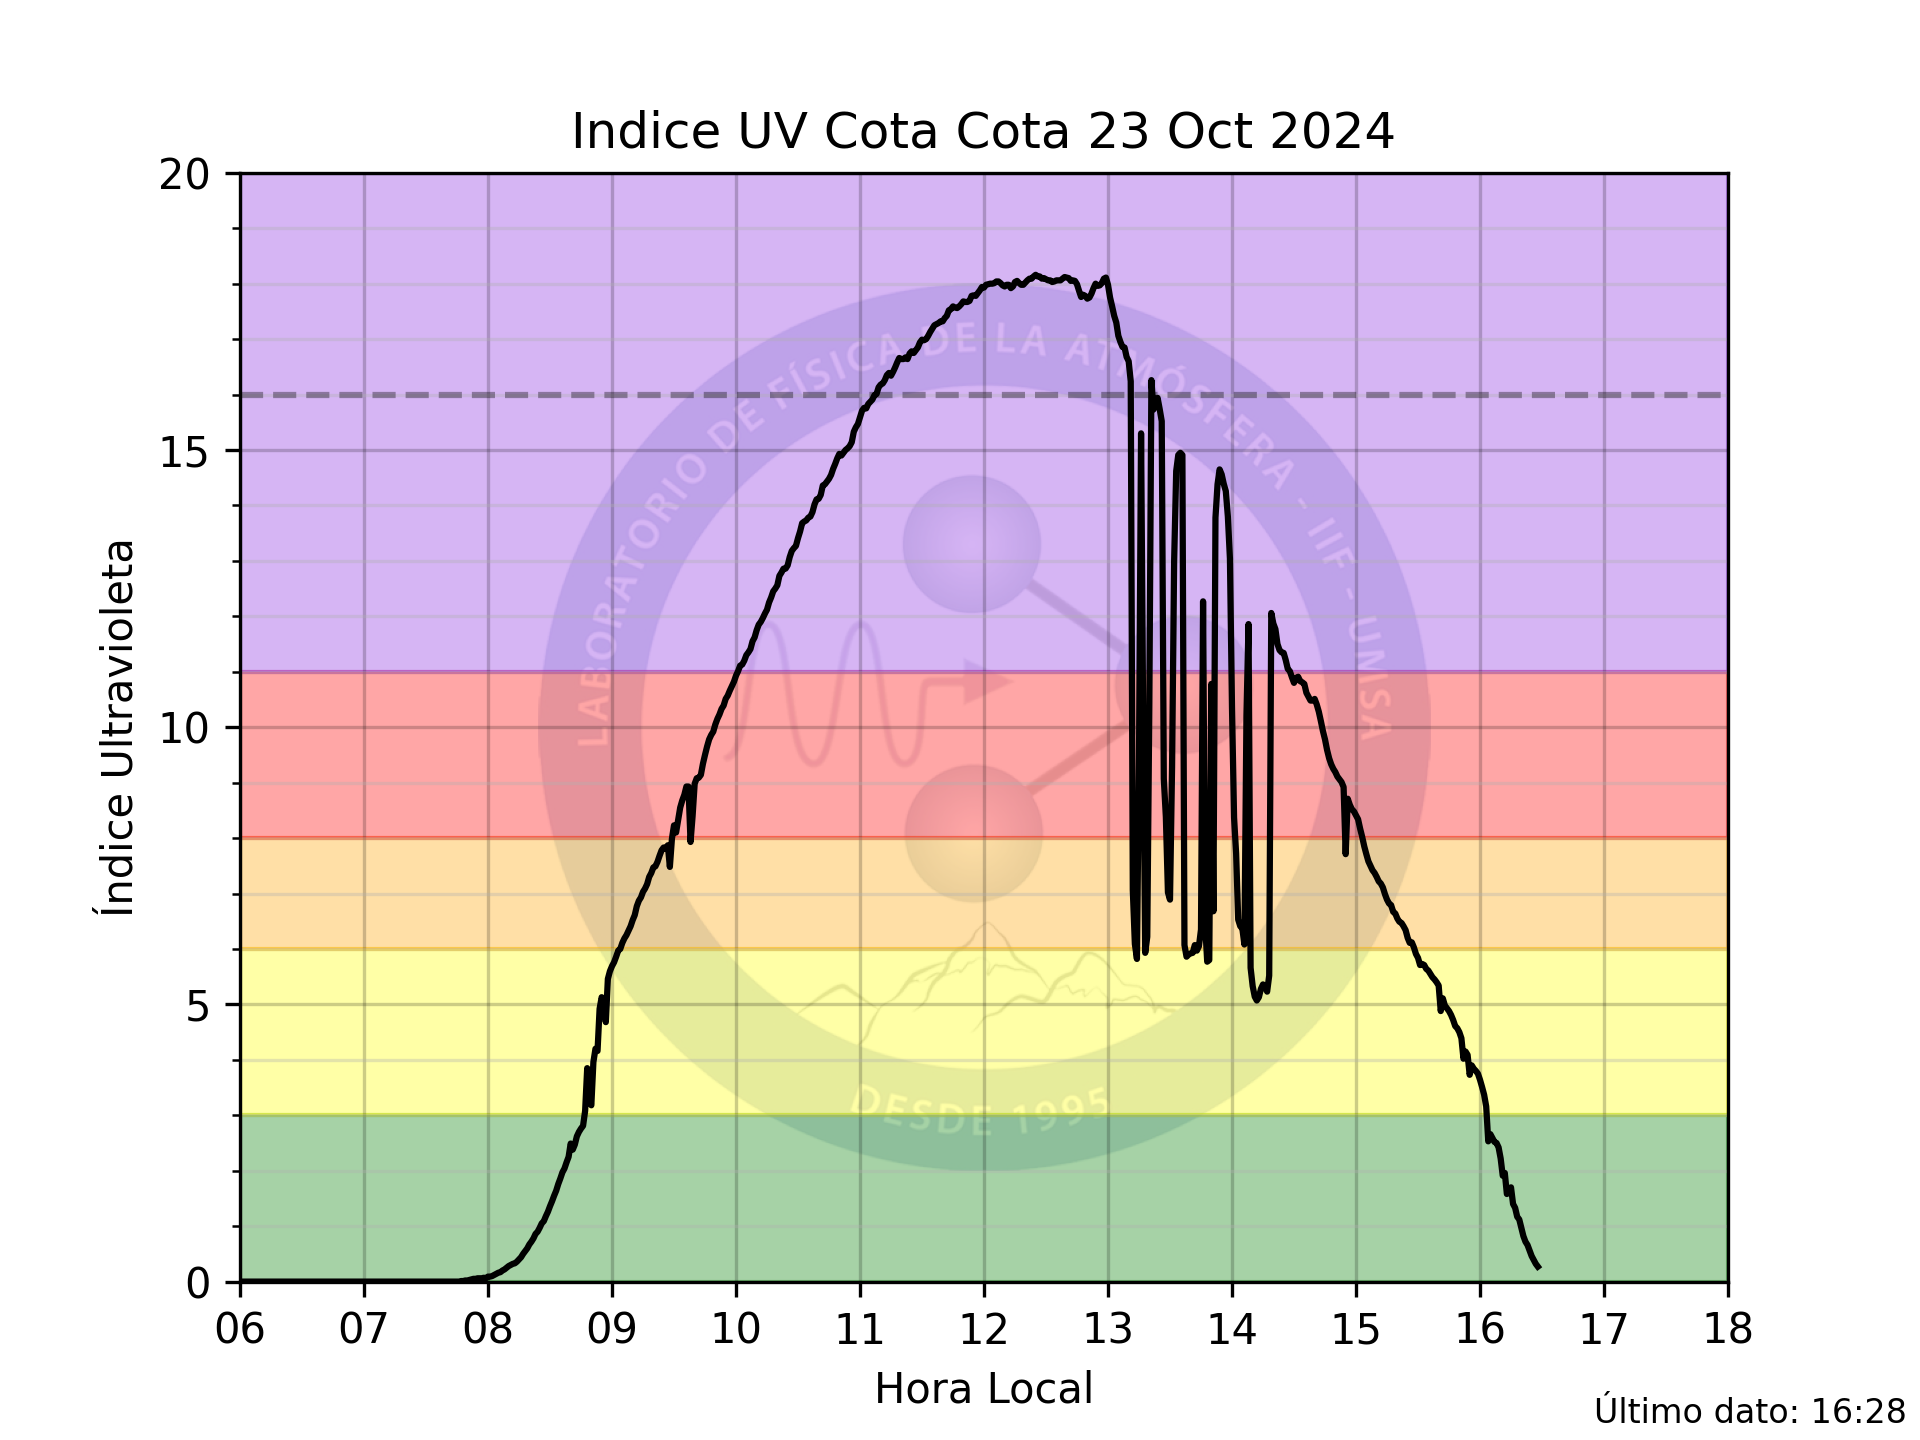 Indice UV Cota Cota 23 Oct 2024
20
15
10
5
0
Índice Ultravioleta
LABORATORIO DE FÍSICA DE LA ATMÓSFERA - IIF - UMSA
DESDE 1995
06 07 08 09 10 11 12 13 14 15 16 17 18
Hora Local
Último dato: 16:28